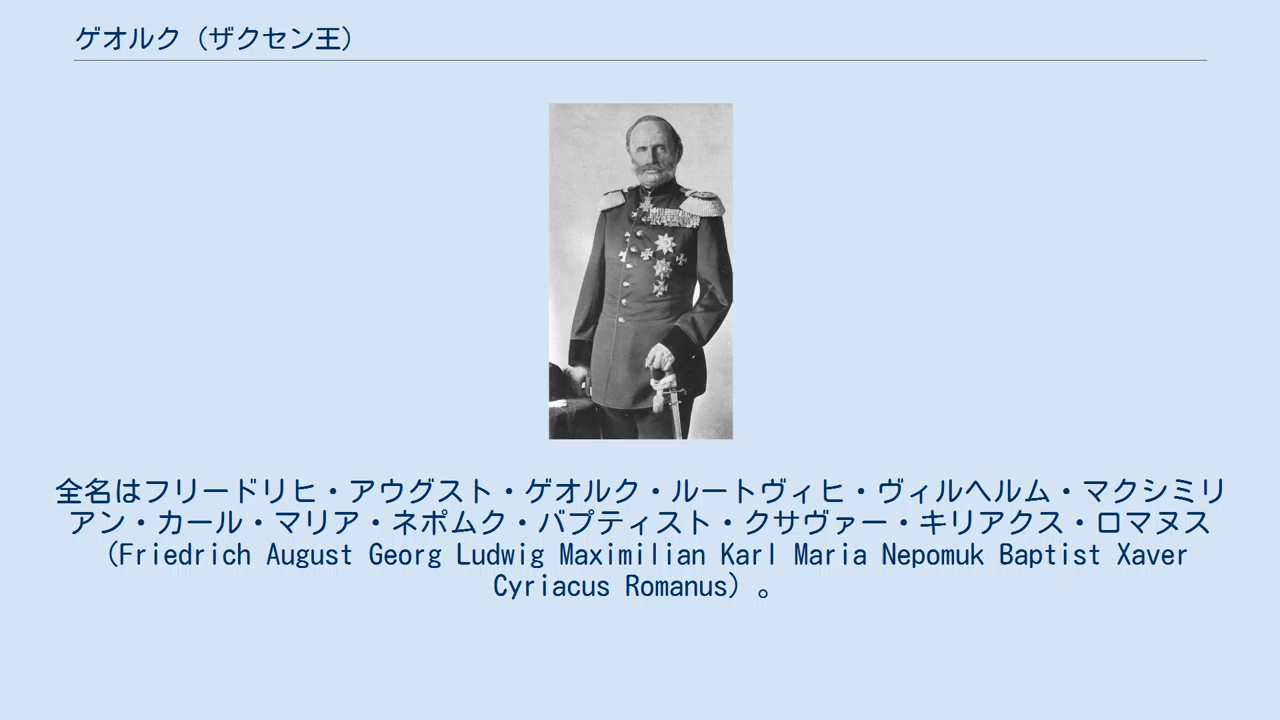 ゲオルク（ザクセン王）
全名はフリードリヒ・アウグスト・ゲオルク・ルートヴィヒ・ヴィルヘルム・マクシミリ
アン・カール・マリア・ネポムク・バプティスト・クサヴァー・キリアクス・ロマヌス
（Friedrich August Georg Ludwig Maximilian Karl Maria Nepomuk Baptist Xaver
Cyriacus Romanus）。